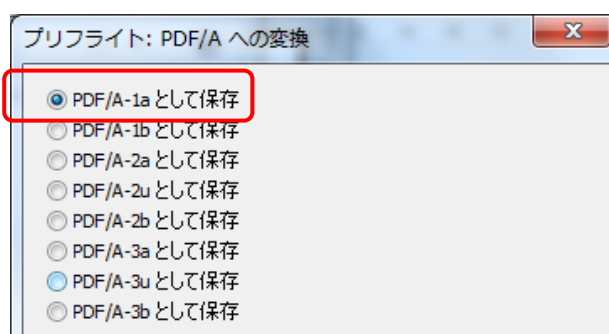 プリフライト: PDF/A への変換
PDF/A-1a として保存
PDF/A-1b として保存
PDF/A-2a として保存
PDF/A-2u として保存
PDF/A-2b として保存
PDF/A-3a として保存
PDF/A-3u として保存
PDF/A-3b として保存